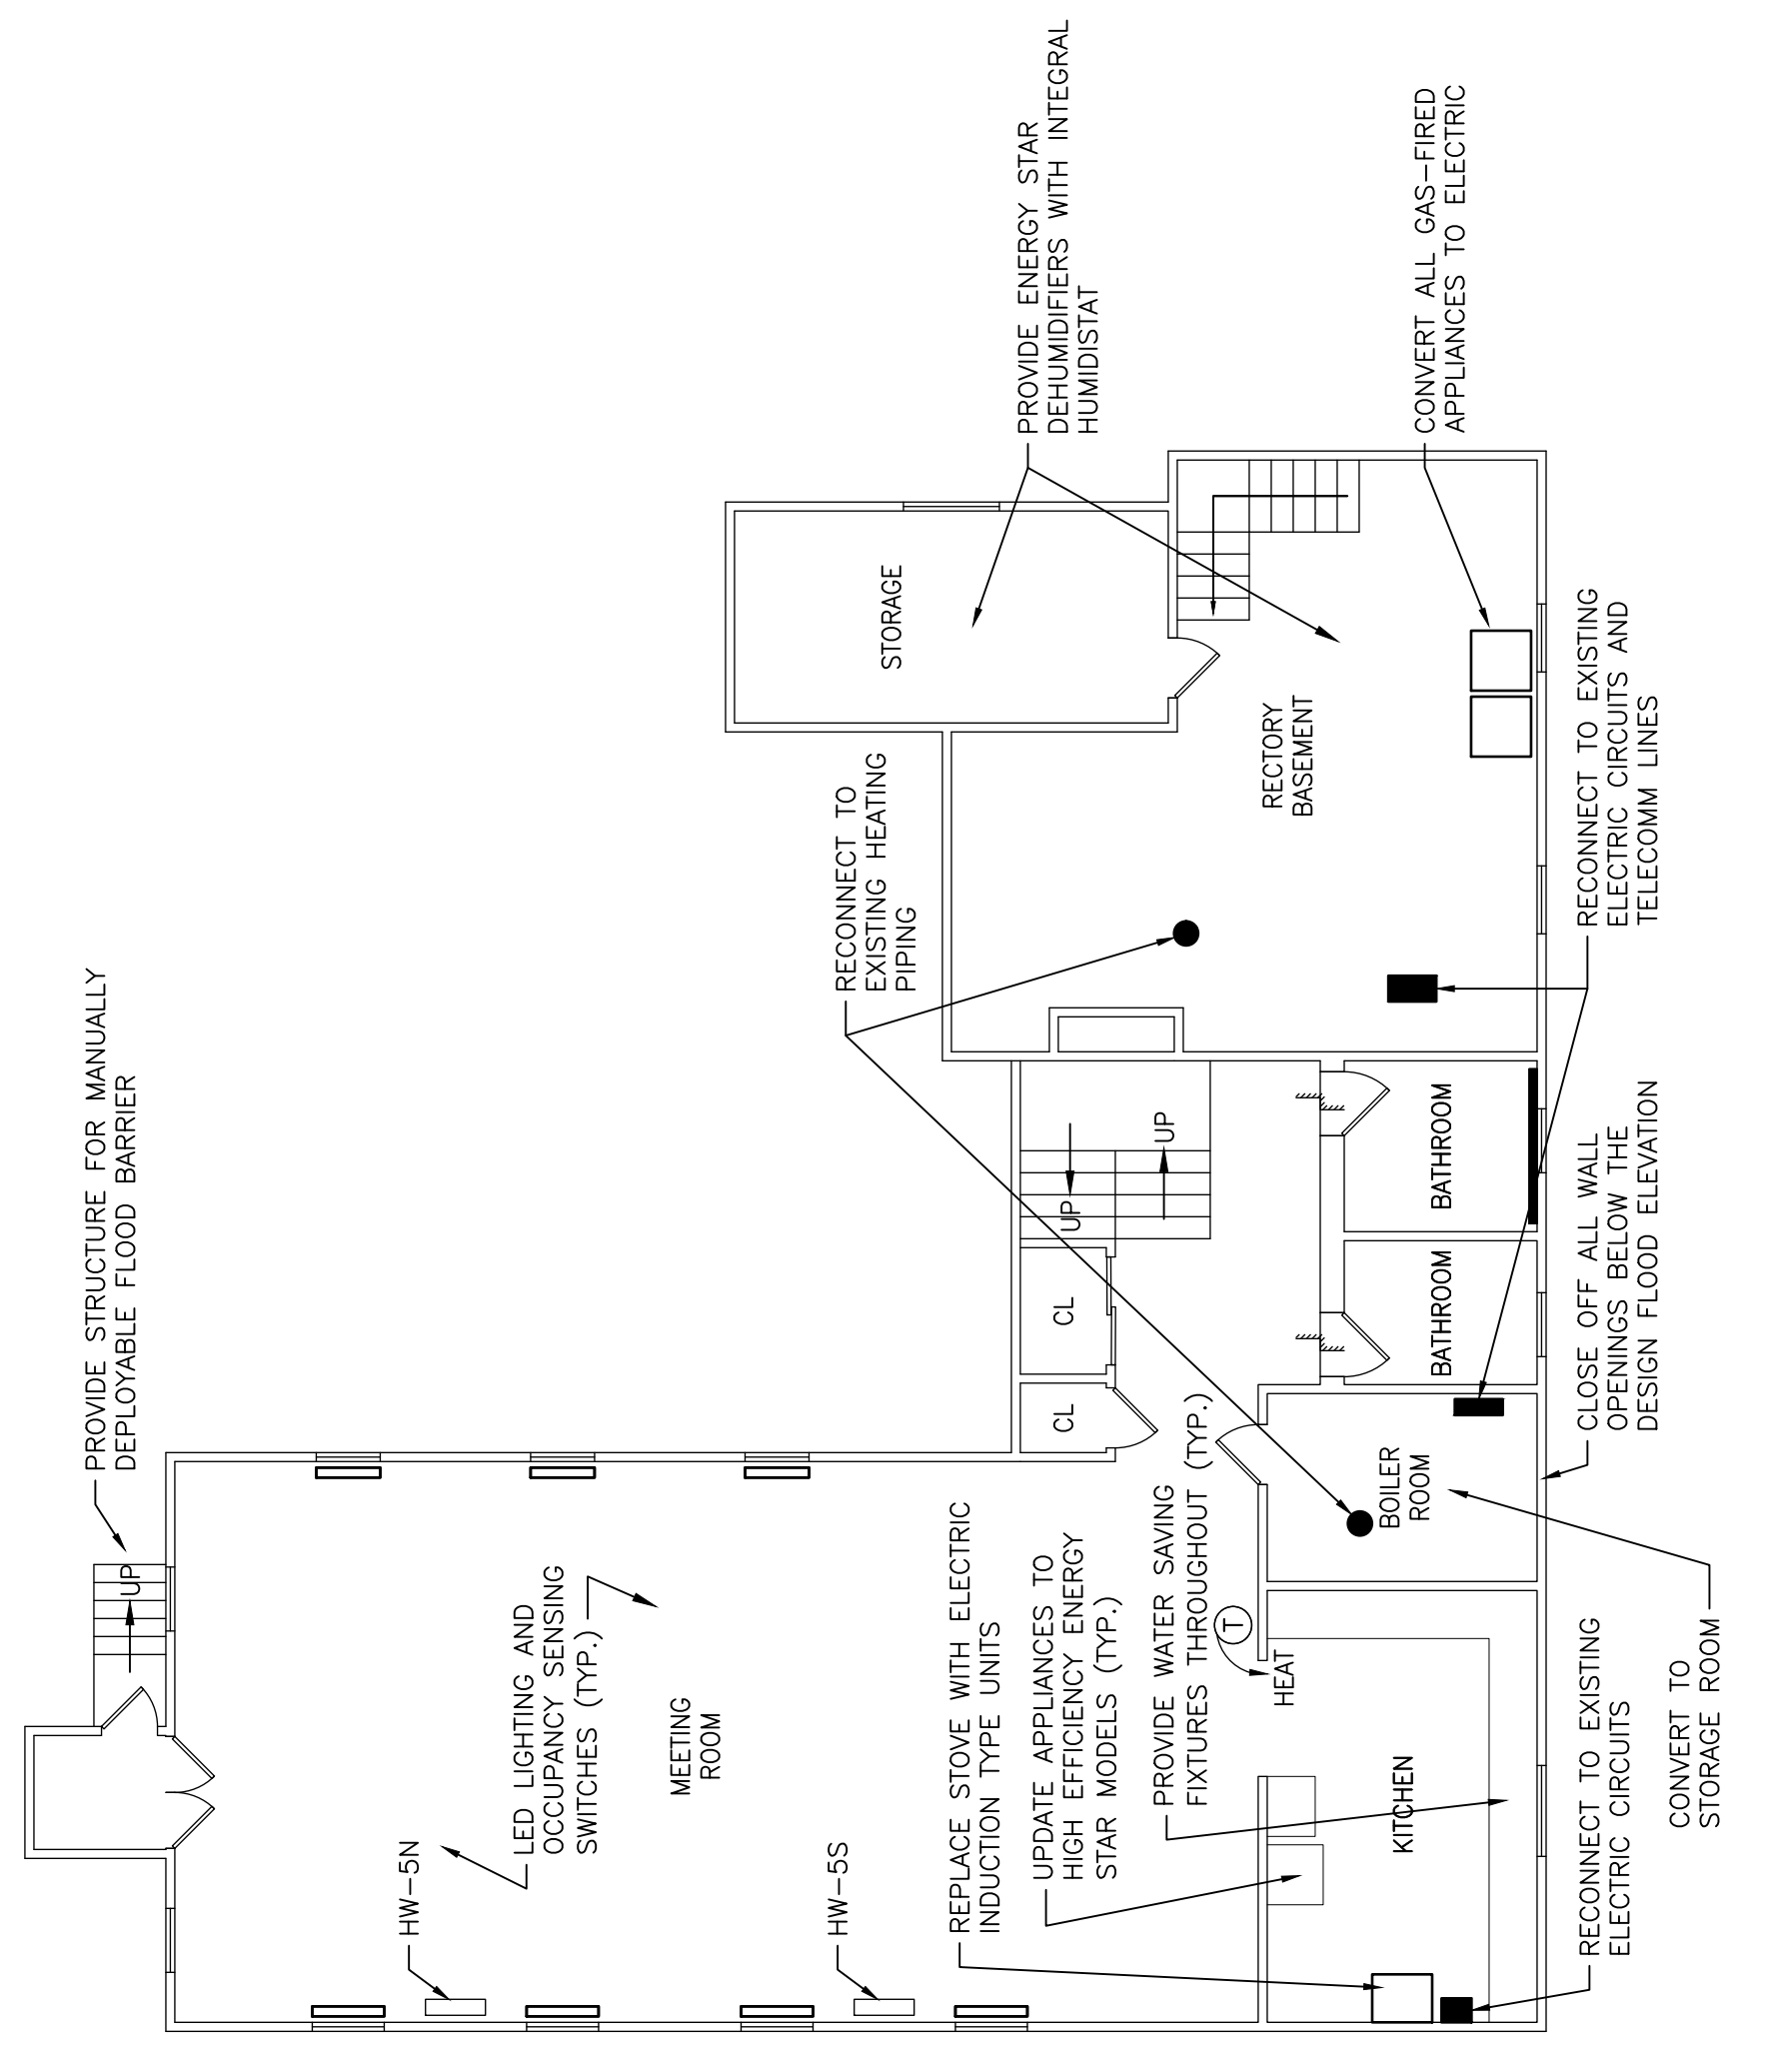 PROVIDE STRUCTURE FOR MANUALLY
DEPLOYABLE FLOOD BARRIER
UP
HW-5N
LED LIGHTING AND
OCCUPANCY SENSING
SWITCHES (TYP.)
MEETING
ROOM
HW-5S
REPLACE STOVE WITH ELECTRIC
INDUCTION TYPE UNITS
UPDATE APPLIANCES TO
HIGH EFFICIENCY ENERGY
STAR MODELS (TYP.)
PROVIDE WATER SAVING
FIXTURES THROUGHOUT (TYP.)
T
HEAT
KITCHEN
RECONNECT TO EXISTING
ELECTRIC CIRCUITS
CONVERT TO
STORAGE ROOM
BOILER
ROOM
CL
CL
UP
UP
BATHROOM
BATHROOM
CLOSE OFF ALL WALL
OPENINGS BELOW THE
DESIGN FLOOD ELEVATION
RECONNECT TO
EXISTING HEATING
PIPING
RECTORY
BASEMENT
STORAGE
RECONNECT TO EXISTING
ELECTRIC CIRCUITS AND
TELECOMM LINES
PROVIDE ENERGY STAR
DEHUMIDIFIERS WITH INTEGRAL
HUMIDISTAT
CONVERT ALL GAS-FIRED
APPLIANCES TO ELECTRIC